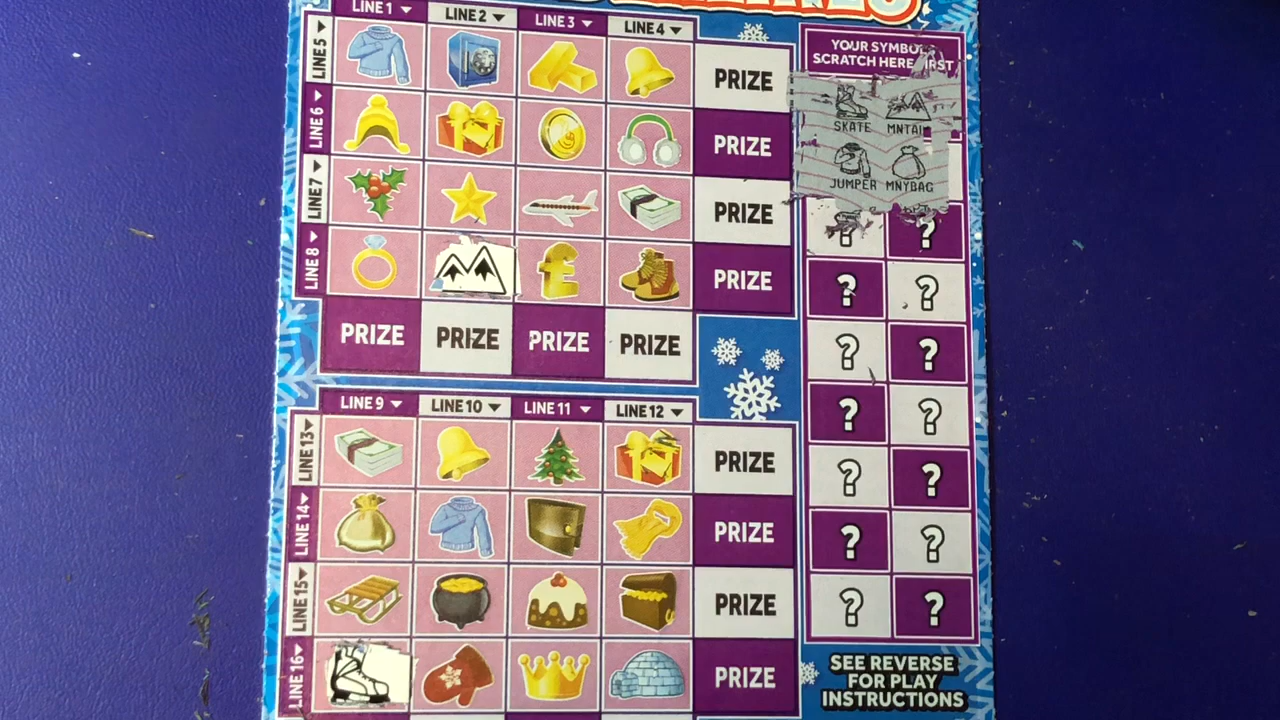 LINE 1 LINE 2 LINE 3 LINE 4
YOUR SYMBOLS
SCRATCH HERE FIRST
LINE 5 PRIZE
SKATE MNTAIN
LINE 6 PRIZE
JUMPER MNYBAG
LINE 7 PRIZE
? ?
LINE 8 PRIZE
? ?
PRIZE PRIZE PRIZE PRIZE
? ?
LINE 9 LINE 10 LINE 11 LINE 12
? ?
LINE 13 PRIZE
? ?
LINE 14 PRIZE
? ?
LINE 15 PRIZE
? ?
LINE 16 PRIZE
SEE REVERSE
FOR PLAY
INSTRUCTIONS